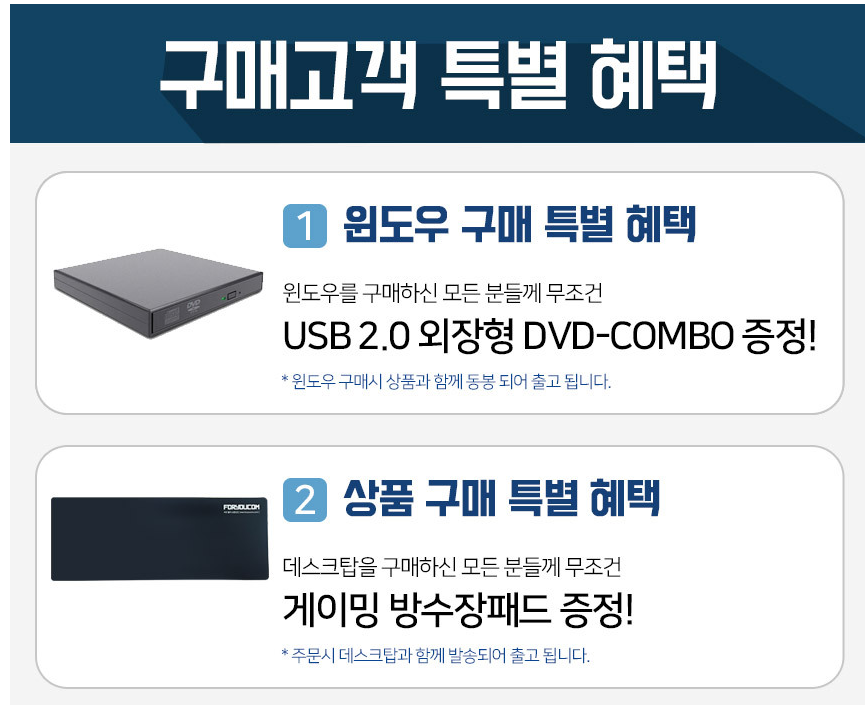 구매고객 특별 혜택
1 윈도우 구매 특별 혜택
윈도우를 구매하신 모든 분들께 무조건
USB 2.0 외장형 DVD-COMBO 증정!
* 윈도우 구매시 상품과 함께 동봉 되어 출고 됩니다.
DVD
2 상품 구매 특별 혜택
데스크탑을 구매하신 모든 분들께 무조건
게이밍 방수장패드 증정!
* 주문시 데스크탑과 함께 발송되어 출고 됩니다.
FORYOUCOM